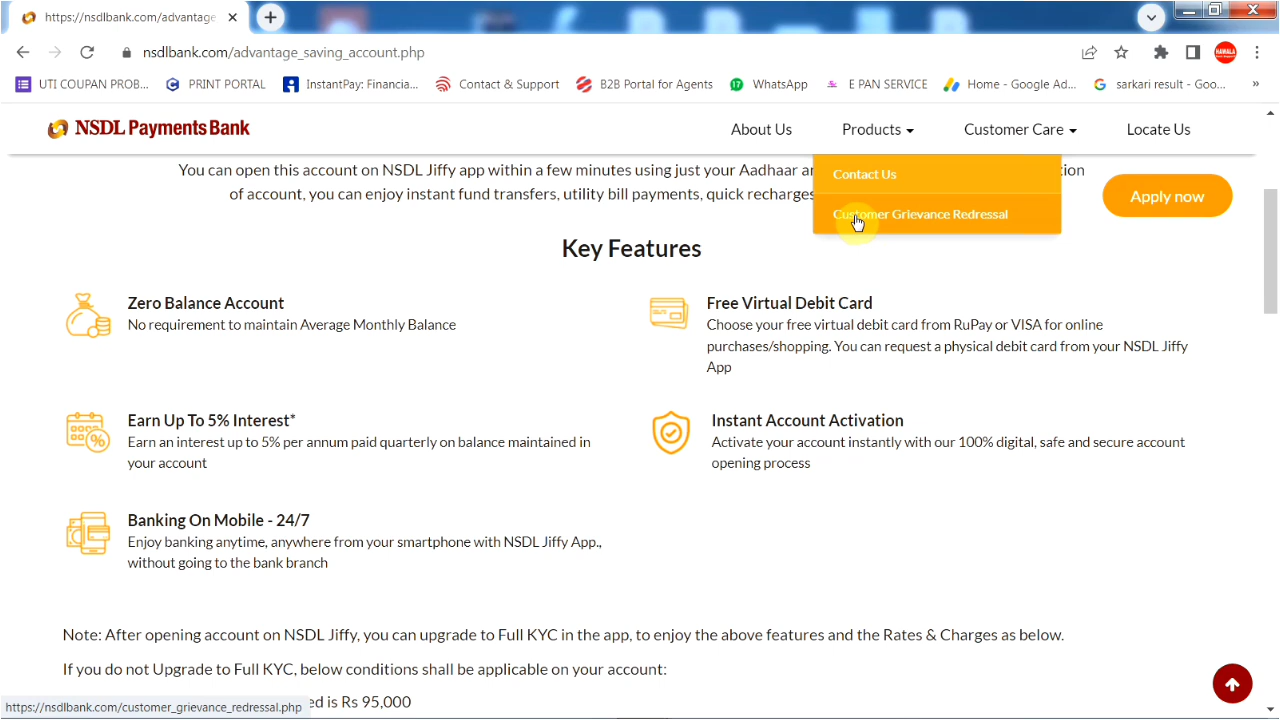 https://nsdlbank.com/advantage
nsdlbank.com/advantage_saving_account.php
UTI COUPAN PROB... PRINT PORTAL InstantPay: Financia... Contact & Support B2B Portal for Agents 17 WhatsApp E PAN SERVICE Home - Google Ad... sarkari result - Goo... »
NSDL Payments Bank About Us Products Customer Care Locate Us
You can open this account on NSDL Jiffy app within a few minutes using just your Aadhaar
of account, you can enjoy instant fund transfers, utility bill payments, quick recharges
Contact Us
Customer Grievance Redressal
Apply now
Key Features
Zero Balance Account
No requirement to maintain Average Monthly Balance
Free Virtual Debit Card
Choose your free virtual debit card from RuPay or VISA for online
purchases/shopping. You can request a physical debit card from your NSDL Jiffy
App
Earn Up To 5% Interest*
Earn an interest up to 5% per annum paid quorterly on balance maintained in
your account
Instant Account Activation
Activate your account instantly with our 100% digital, safe and secure account
opening process
Banking On Mobile - 24/7
Enjoy banking anytime, anywhere from your smartphone with NSDL Jiffy App.,
without going to the bank branch
Note: After opening account on NSDL Jiffy, you can upgrade to Full KYC in the app, to enjoy the above features and the Rates & Charges as below.
If you do not Upgrade to Full KYC, below conditions shall be applicable on your account:
is Rs 95,000
https://nsdlbank.com/customer_grievance_redressal.php